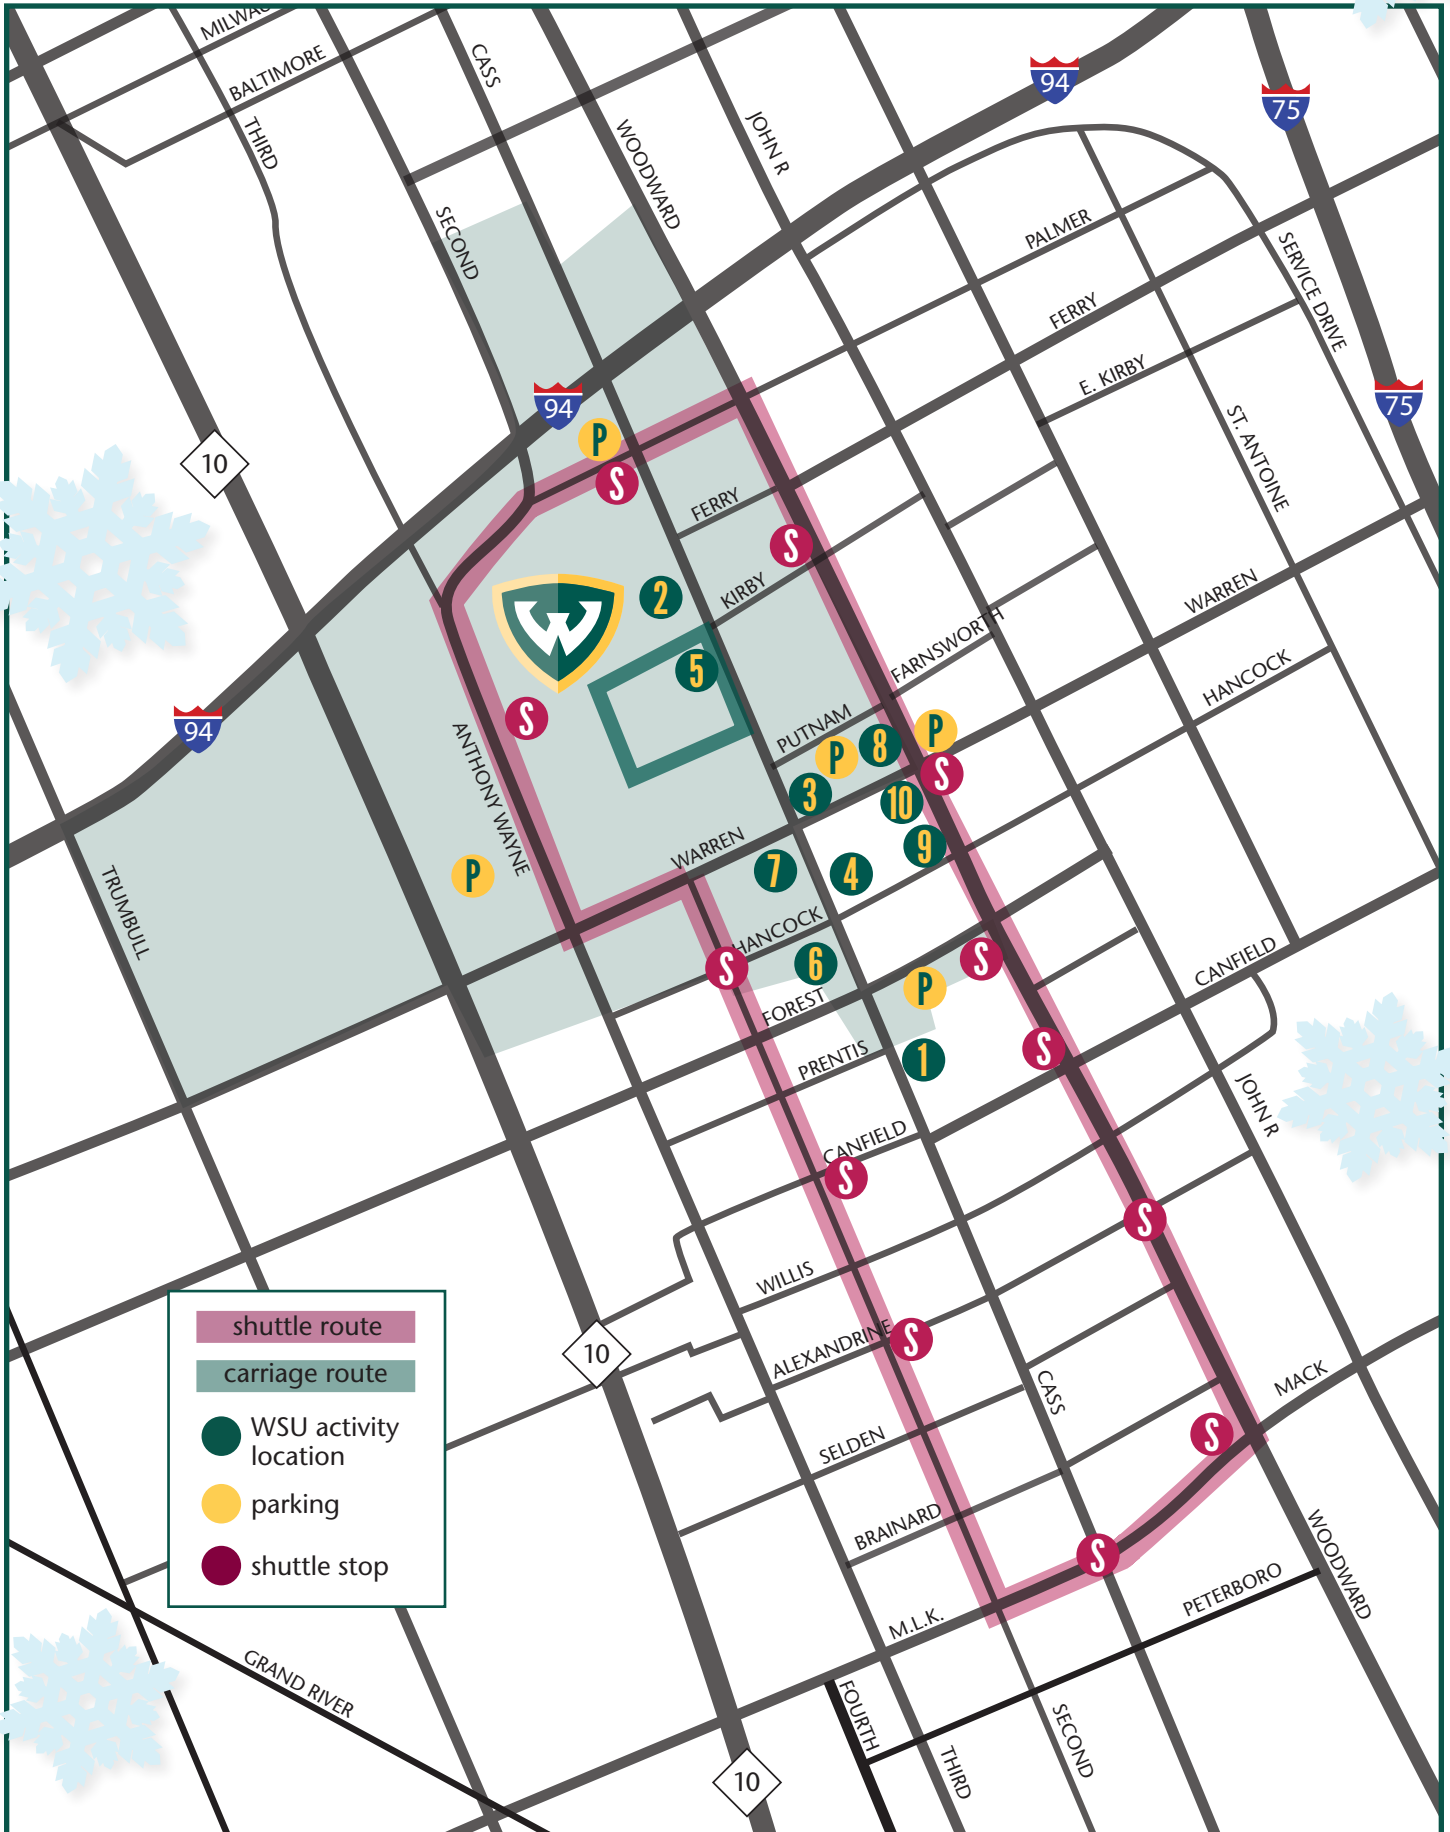 MILWAU
BALTIMORE
CASS
THIRD
WOODWARD
JOHN R
94
75
SECOND
PALMER
SERVICE DRIVE
FERRY
E. KIRBY
94
75
P
ST. ANTOINE
10
S
FERRY
S
KIRBY
2
W
WARREN
FARNSWORTH
5
HANCOCK
S
94
PUTNAM
P
8
P
S
3
10
ANTHONY WAYNE
WARREN
9
P
7
4
TRUMBULL
HANCOCK
S
6
S
CANFIELD
P
FOREST
PRENTIS
1
S
JOHN R
CANFIELD
S
S
WILLIS
ALEXANDRINE
S
10
shuttle route
carriage route
WSU activity
location
parking
shuttle stop
CASS
MACK
SELDEN
S
BRAINARD
S
WOODWARD
PETERBORO
M.L.K.
GRAND RIVER
FOURTH
SECOND
THIRD
10